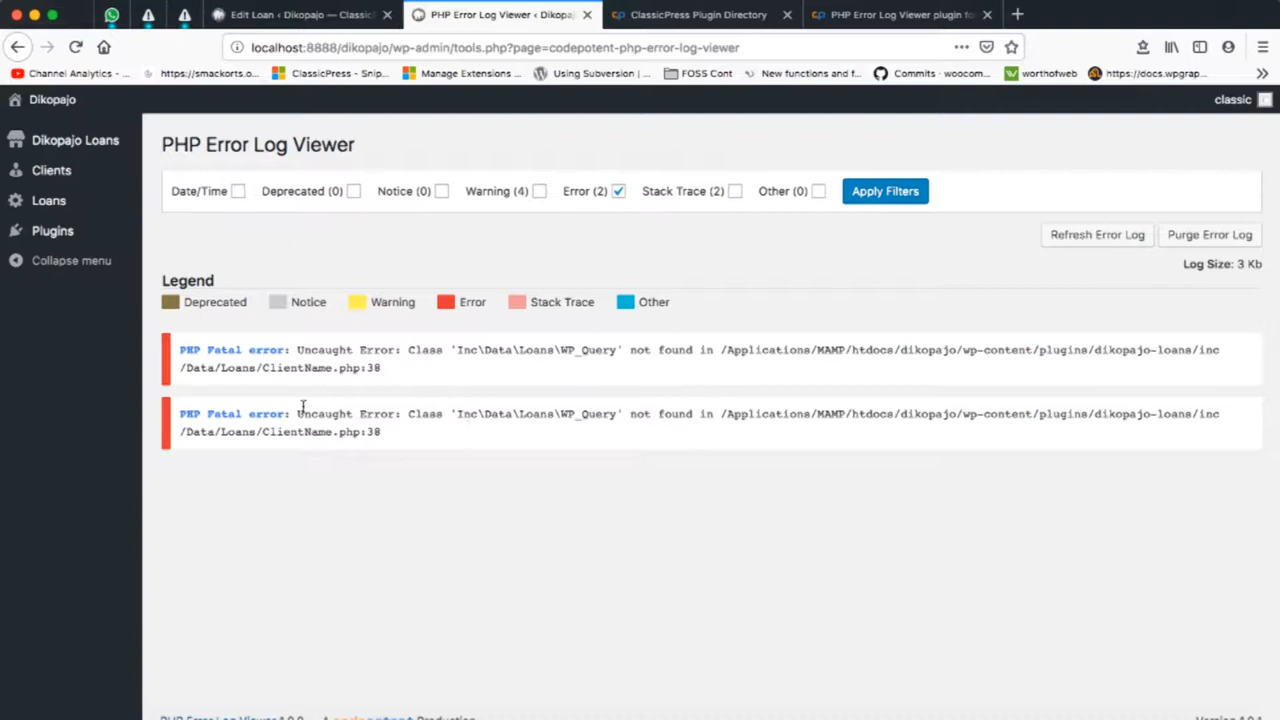 Edit Loan ‹ Dikopajo — Classic
PHP Error Log Viewer ‹ Dikopaj
ClassicPress Plugin Directory
PHP Error Log Viewer plugin fo
localhost:8888/dikopajo/wp-admin/tools.php?page=codepotent-php-error-log-viewer
Channel Analytics - ...
https://smackorts.o...
ClassicPress - Snip...
Manage Extensions ...
Using Subversion | ...
FOSS Cont
New functions and f...
Commits · woocom...
worthofweb
https://docs.wpgrap...
Dikopajo
classic
Dikopajo Loans
Clients
Loans
Plugins
Collapse menu
PHP Error Log Viewer
Date/Time Deprecated (0) Notice (0) Warning (4) Error (2) Stack Trace (2) Other (0) Apply Filters
Refresh Error Log Purge Error Log
Log Size: 3 Kb
Legend
Deprecated Notice Warning Error Stack Trace Other
PHP Fatal error: Uncaught Error: Class 'Inc\Data\Loans\WP_Query' not found in /Applications/MAMP/htdocs/dikopajo/wp-content/plugins/dikopajo-loans/inc
/Data/Loans/ClientName.php:38
PHP Fatal error: Uncaught Error: Class 'Inc\Data\Loans\WP_Query' not found in /Applications/MAMP/htdocs/dikopajo/wp-content/plugins/dikopajo-loans/inc
/Data/Loans/ClientName.php:38